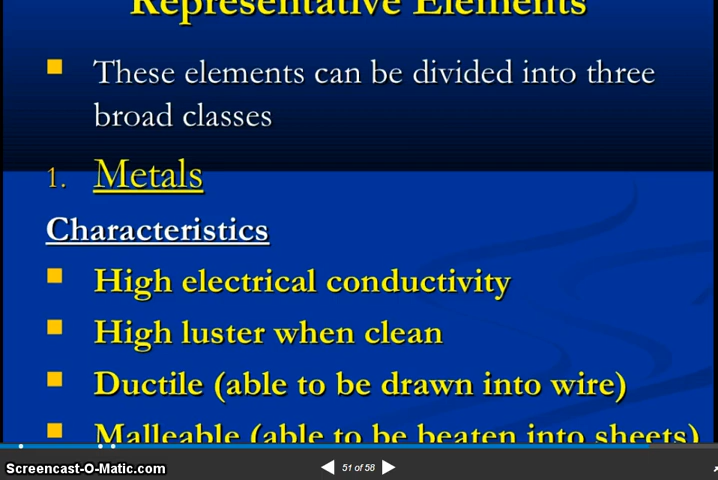 Representative Elements
These elements can be divided into three
broad classes
1. Metals
Characteristics
High electrical conductivity
High luster when clean
Ductile (able to be drawn into wire)
Malleable (able to be beaten into sheets)
Screencast-O-Matic.com
51 of 58